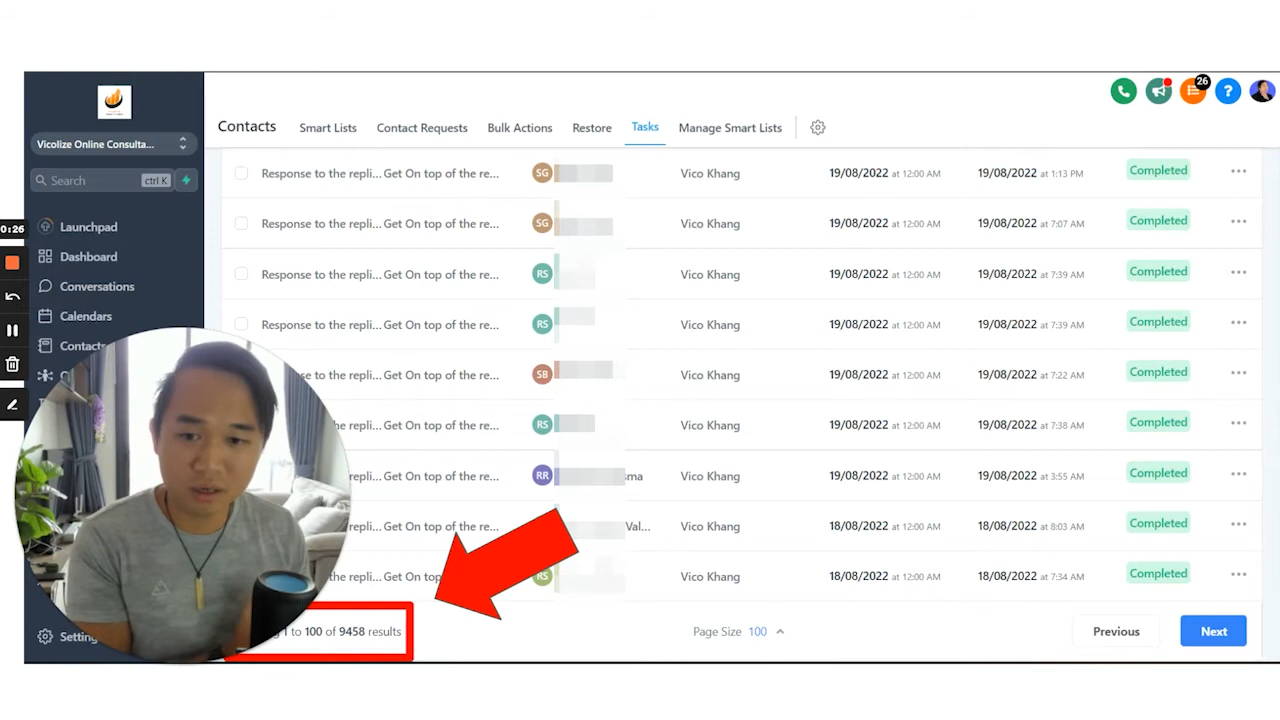 26
Vicolize Online Consulta...
Contacts Smart Lists Contact Requests Bulk Actions Restore Tasks Manage Smart Lists
Search ctrl K
Response to the repli... Get On top of the re... SG Vico Khang 19/08/2022 at 12:00 AM 19/08/2022 at 1:13 PM Completed
Launchpad
Response to the repli... Get On top of the re... SG Vico Khang 19/08/2022 at 12:00 AM 19/08/2022 at 7:07 AM Completed
0:26
Dashboard
Response to the repli... Get On top of the re... RS Vico Khang 19/08/2022 at 12:00 AM 19/08/2022 at 7:39 AM Completed
Conversations
Calendars
Response to the repli... Get On top of the re... RS Vico Khang 19/08/2022 at 12:00 AM 19/08/2022 at 7:39 AM Completed
Contacts
the repli... Get On top of the re... SB Vico Khang 19/08/2022 at 12:00 AM 19/08/2022 at 7:22 AM Completed
repli... Get On top of the re... RS Vico Khang 19/08/2022 at 12:00 AM 19/08/2022 at 7:38 AM Completed
repli... Get On top of the re... RR sma Vico Khang 19/08/2022 at 12:00 AM 19/08/2022 at 3:55 AM Completed
repli... Get On top of the re... Val... Vico Khang 18/08/2022 at 12:00 AM 18/08/2022 at 8:03 AM Completed
the repli... Get On top RS Vico Khang 18/08/2022 at 12:00 AM 18/08/2022 at 7:34 AM Completed
Setting 1 to 100 of 9458 results Page Size 100 Previous Next